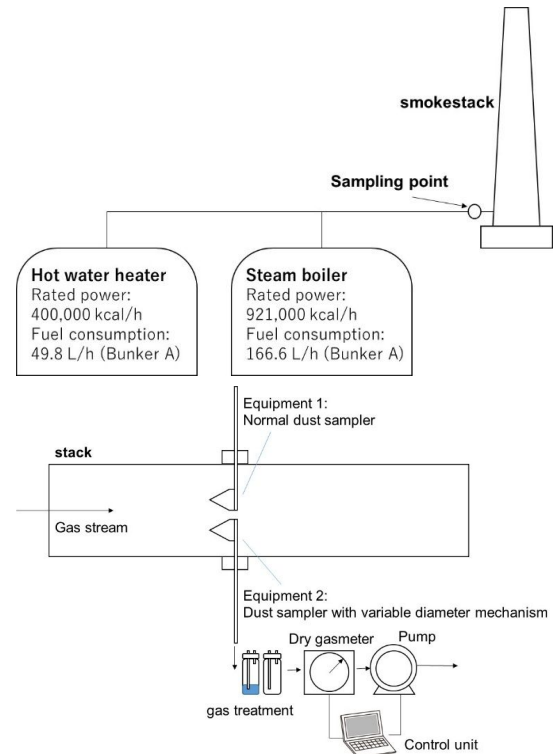 smokestack
Sampling point
Hot water heater
Rated power:
400,000 kcal/h
Fuel consumption:
49.8 L/h (Bunker A)
Steam boiler
Rated power:
921,000 kcal/h
Fuel consumption:
166.6 L/h (Bunker A)
Equipment 1:
Normal dust sampler
stack
Gas stream
Equipment 2:
Dust sampler with variable diameter mechanism
Dry gasmeter
Pump
gas treatment
Control unit